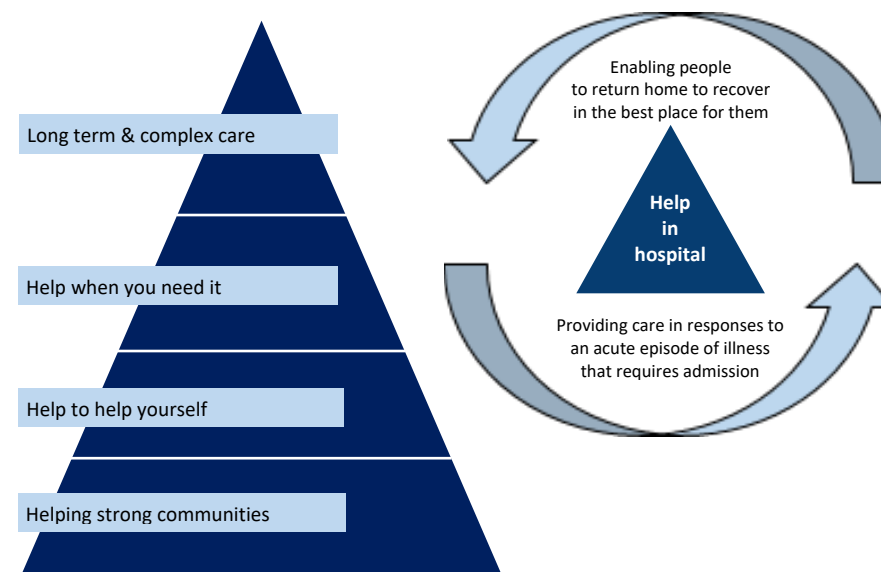 Long term & complex care
Help when you need it
Help to help yourself
Helping strong communities
Enabling people
to return home to recover
in the best place for them
Help
in
hospital
Providing care in responses to
an acute episode of illness
that requires admission